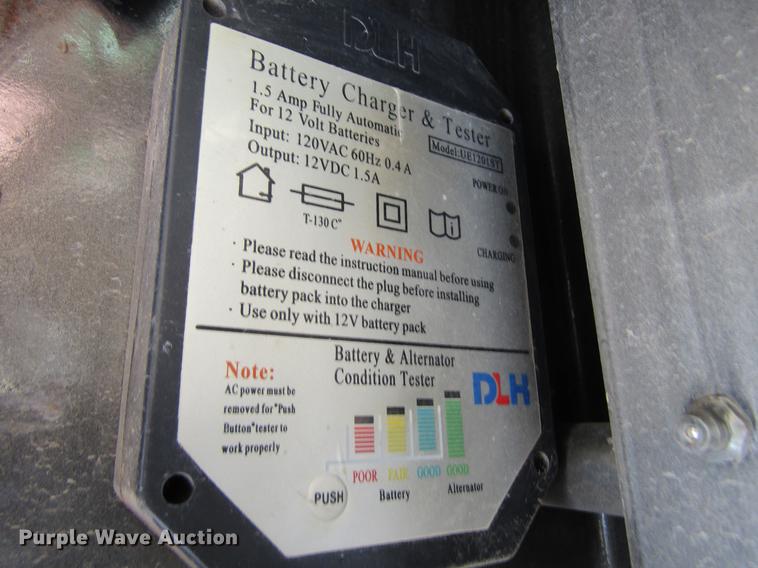 DLH
Battery Charger & Tester
1.5 Amp Fully Automatic
For 12 Volt Batteries
Input: 120VAC 60Hz 0.4 A
Output: 12VDC 1.5A
Model:UE1201ST
POWER ON
T-130 C°
i
CHARGING
WARNING
· Please read the instruction manual before using
· Please disconnect the plug before installing
battery pack into the charger
· Use only with 12V battery pack
Note:
AC power must be
removed for "Push
Button" tester to
work properly
Battery & Alternator
Condition Tester
DLH
POOR FAIR GOOD GOOD
PUSH
Battery Alternator
Purple Wave Auction